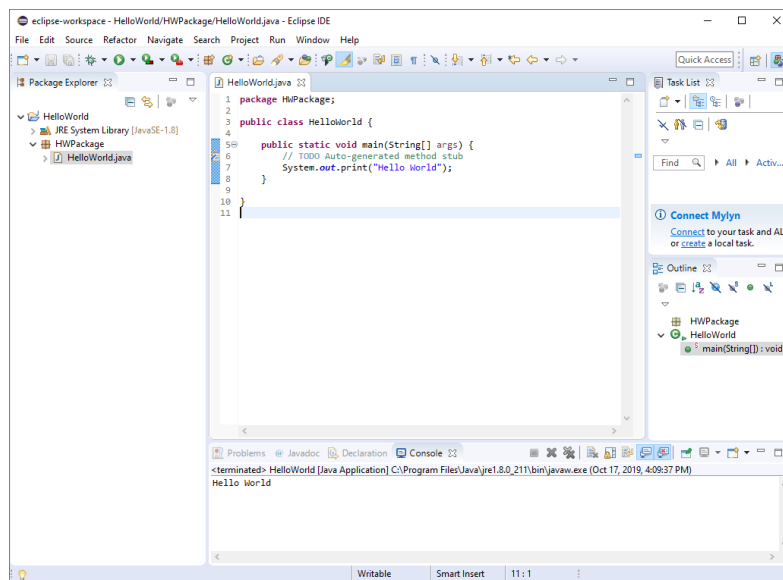 eclipse-workspace - HelloWorld/HWPackage/HelloWorld.java - Eclipse IDE
File Edit Source Refactor Navigate Search Project Run Window Help
Quick Access
Package Explorer
HelloWorld
JRE System Library [JavaSE-1.8]
HWPackage
HelloWorld.java
HelloWorld.java
1 package HWPackage;
2
3 public class HelloWorld {
4
5 public static void main(String[] args) {
6 // TODO Auto-generated method stub
7 System.out.print("Hello World");
8 }
9
10 }
11
Task List
Find All Activ...
Connect Mylyn
Connect to your task and AL
or create a local task.
Outline
HWPackage
HelloWorld
main(String[]) : void
Problems Javadoc Declaration Console
<terminated> HelloWorld [Java Application] C:\Program Files\Java\jre1.8.0_211\bin\javaw.exe (Oct 17, 2019, 4:09:37 PM)
Hello World
Writable Smart Insert 11 : 1